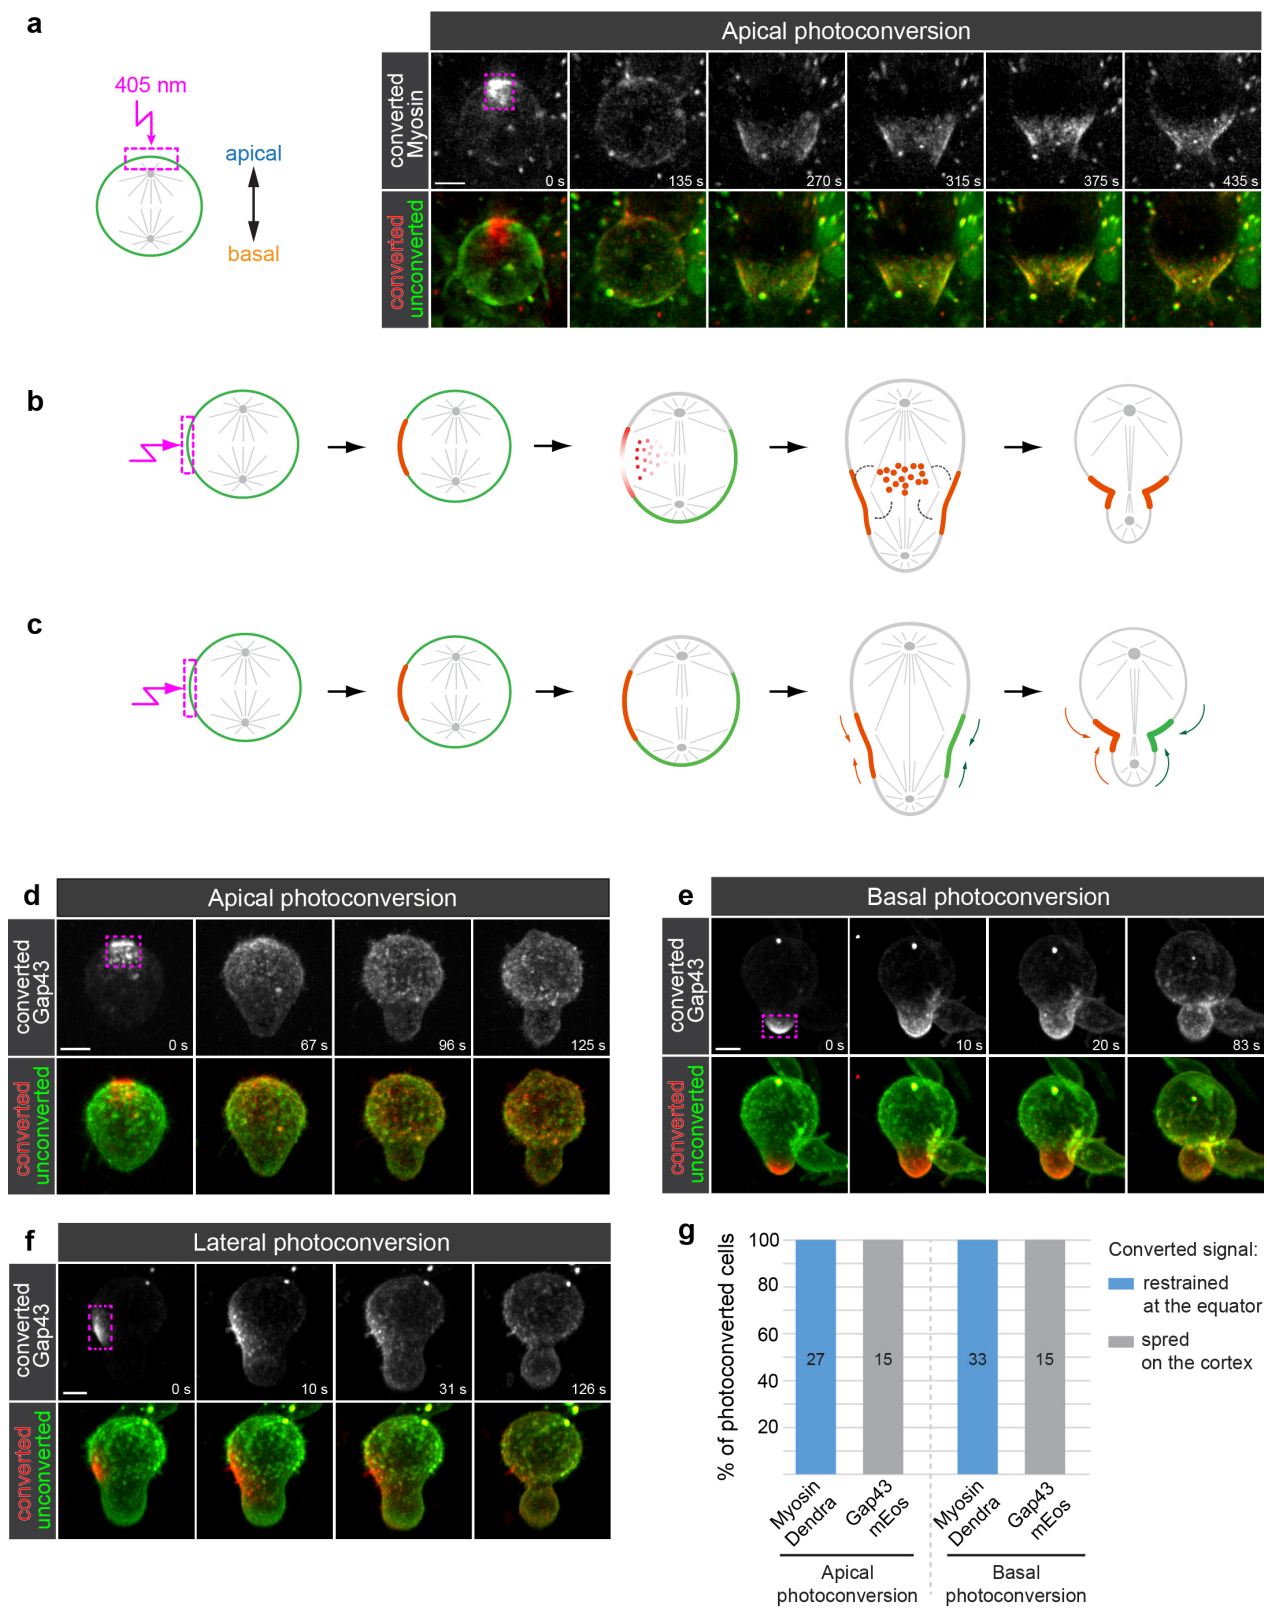 a
405 nm
apical
basal
Apical photoconversion
converted
Myosin
0 s
135 s
270 s
315 s
375 s
435 s
converted
unconverted
b
c
d
Apical photoconversion
converted
Gap43
0 s
67 s
96 s
125 s
converted
unconverted
e
Basal photoconversion
converted
Gap43
0 s
10 s
20 s
83 s
converted
unconverted
f
Lateral photoconversion
converted
Gap43
0 s
10 s
31 s
126 s
converted
unconverted
g
% of photoconverted cells
100
80
60
40
20
27
15
33
15
Myosin
Dendra
Gap43
mEos
Myosin
Dendra
Gap43
mEos
Apical
photoconversion
Basal
photoconversion
Converted signal:
restrained
at the equator
spred
on the cortex